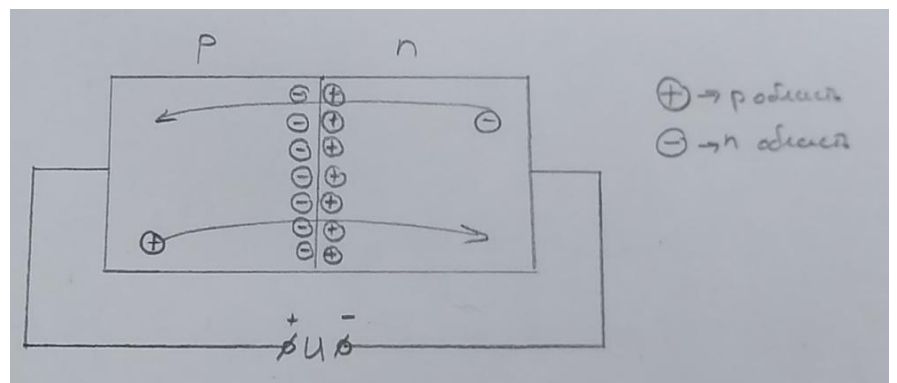 p n
⊕ → p область
⊖ → n область
+ -
U